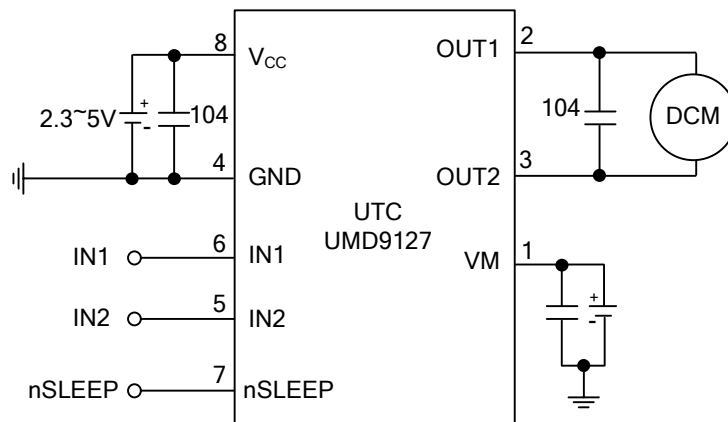 8
V_CC
OUT1
2
2.3~5V
+
-
104
104
DCM
4
GND
OUT2
3
UTC
UMD9127
IN1
6
IN1
VM
1
IN2
5
IN2
+
-
nSLEEP
7
nSLEEP